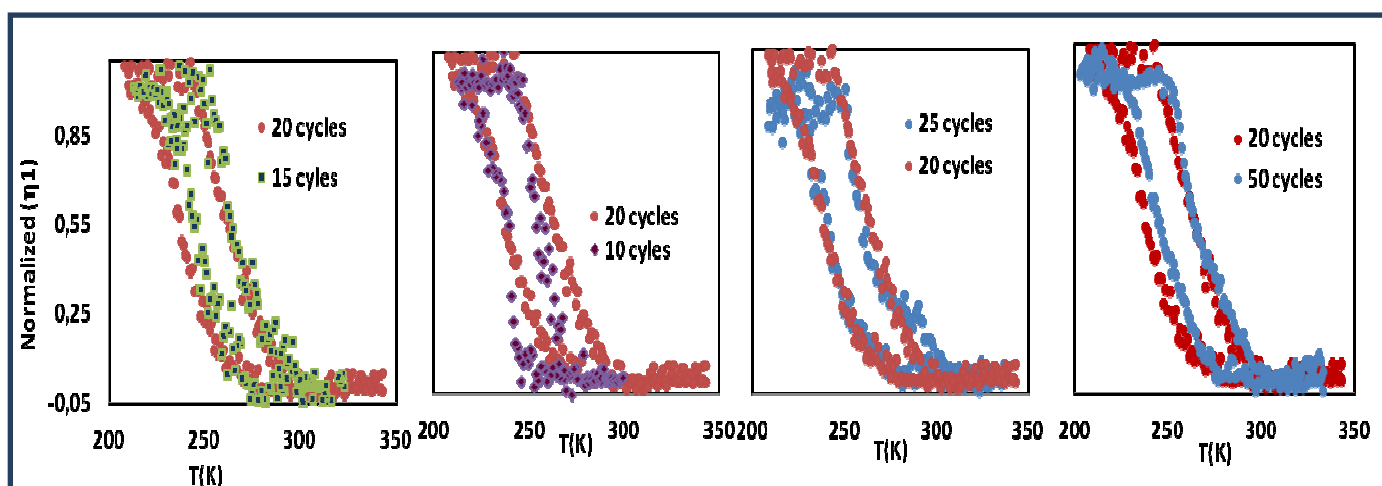 Normalized (η1)
0,85
0,55
0,25
-0,05
20 cycles
15 cyles
200 250 300 350
T(K)
20 cycles
10 cyles
200 250 300 350
T(K)
25 cycles
20 cycles
200 250 300 350
T(K)
20 cycles
50 cycles
200 250 300 350
T(K)